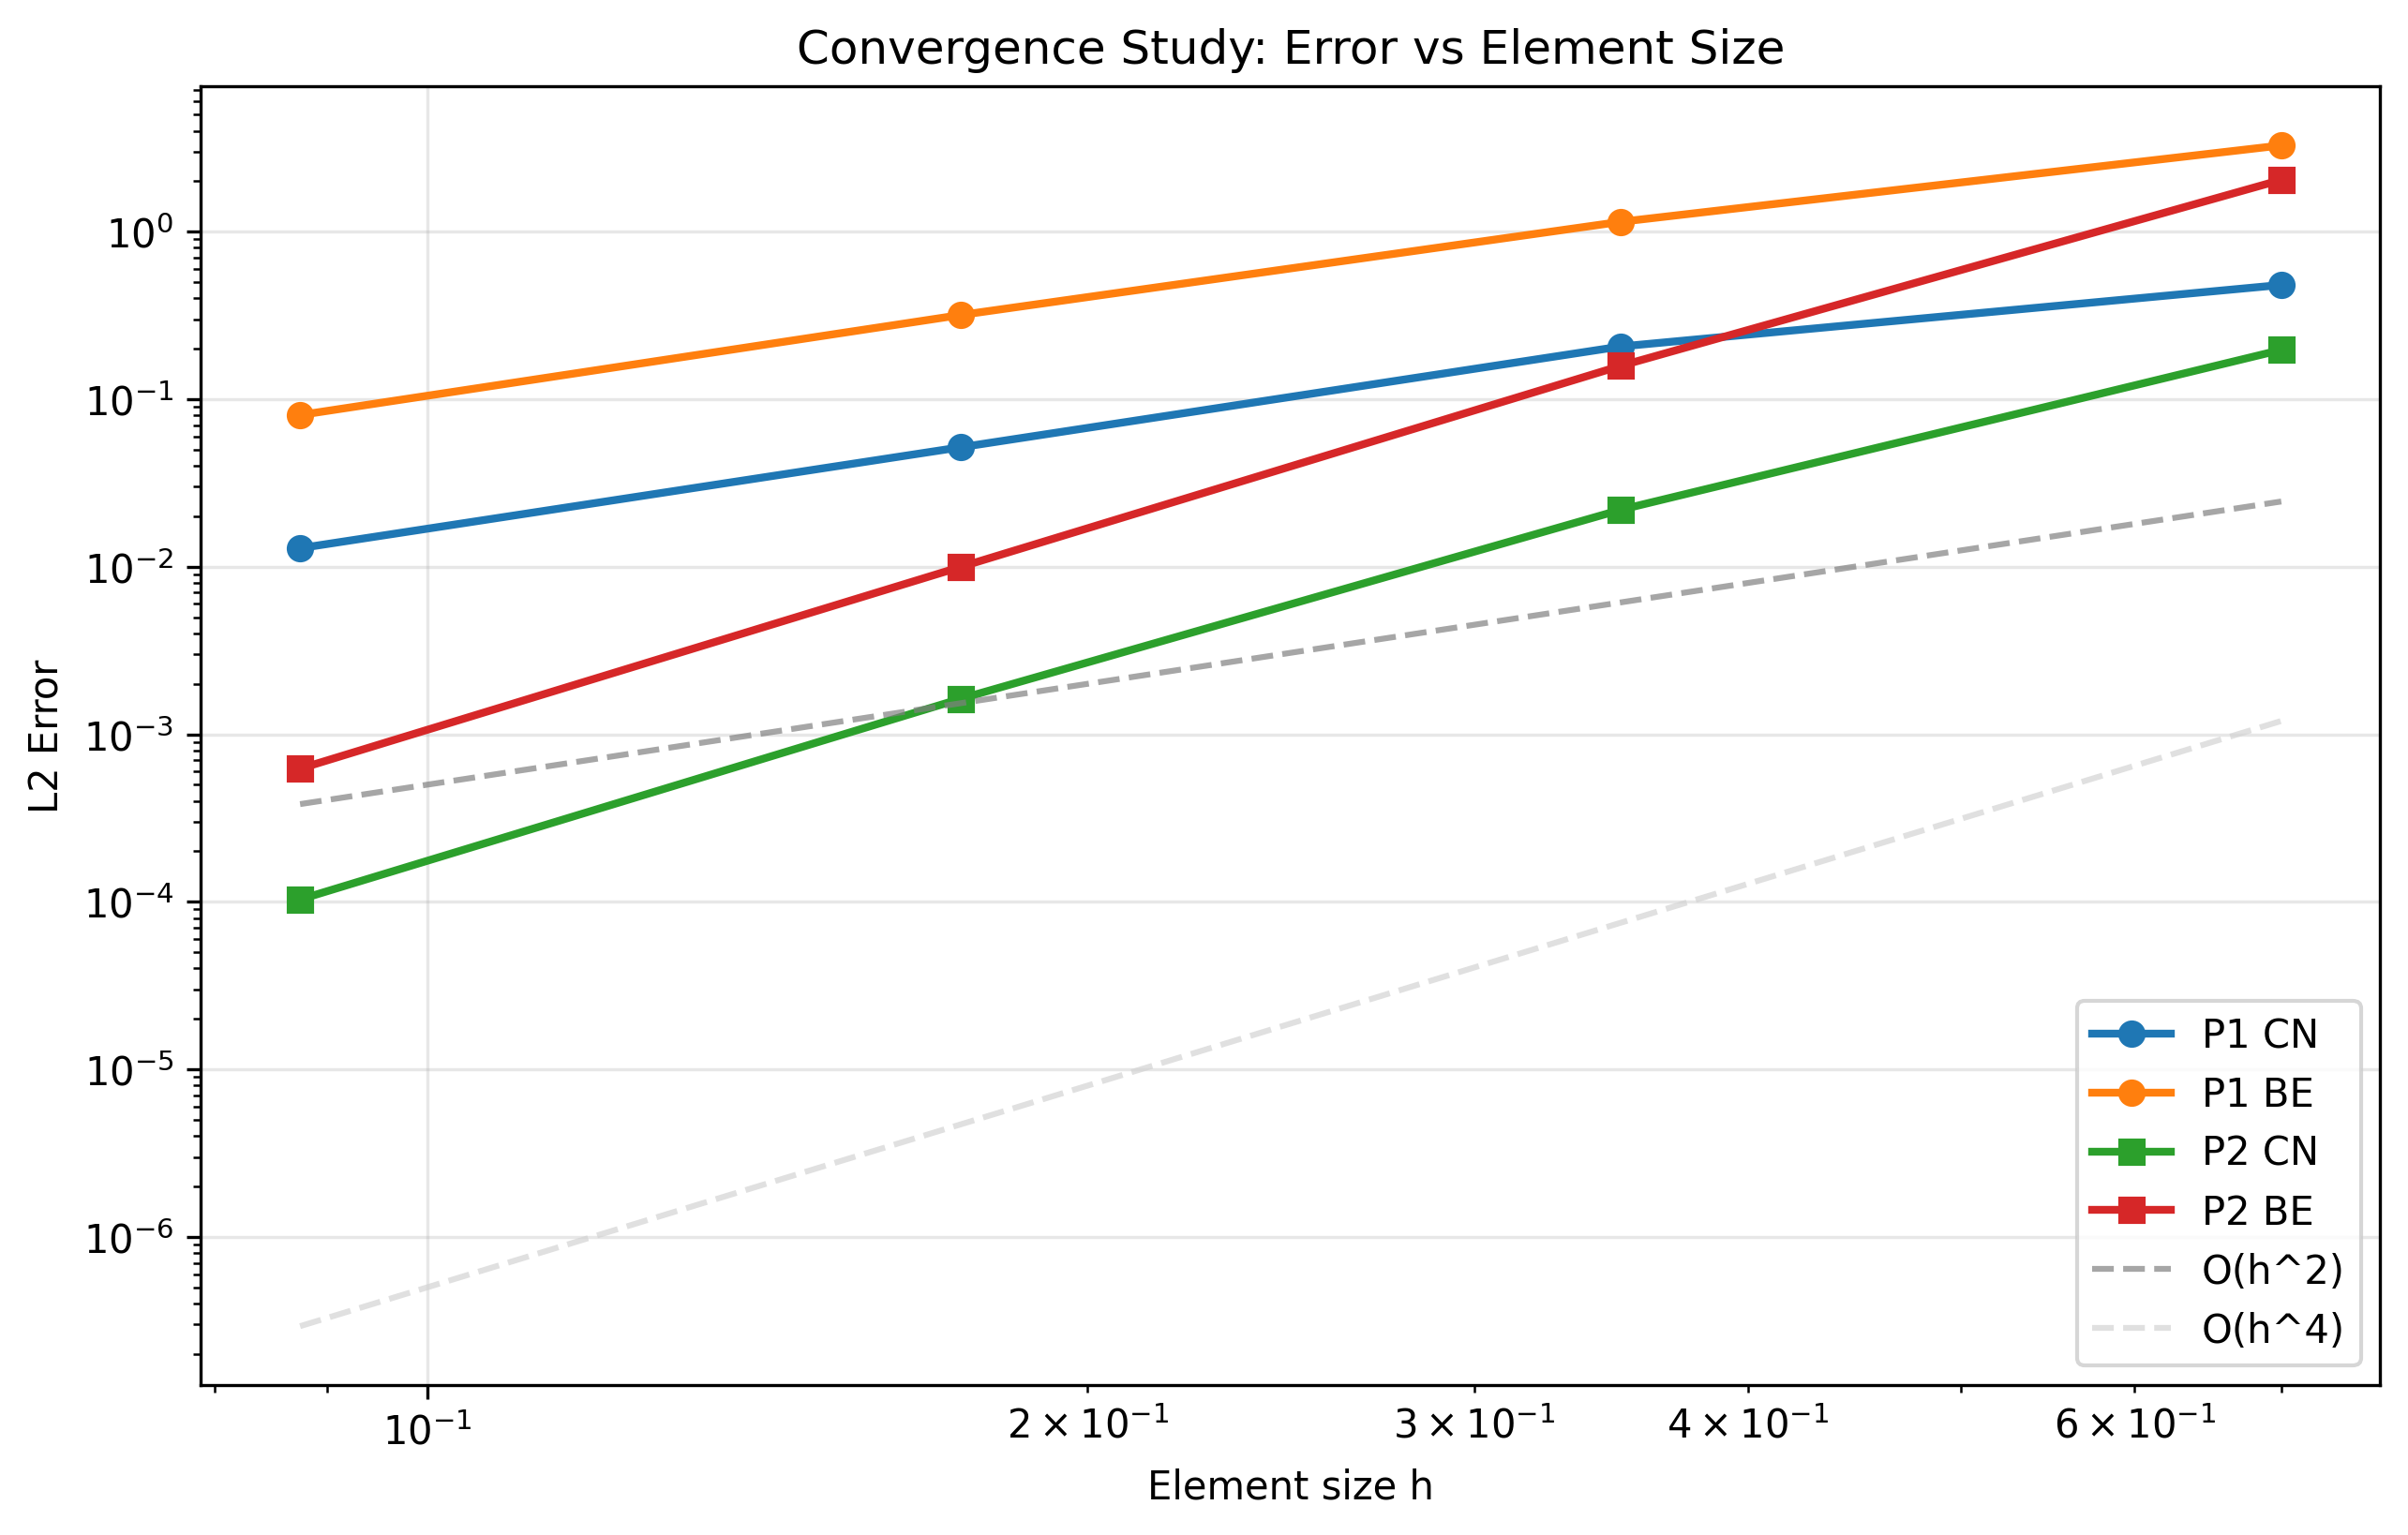 Convergence Study: Error vs Element Size
L2 Error
10⁰
10⁻¹
10⁻²
10⁻³
10⁻⁴
10⁻⁵
10⁻⁶
P1 CN
P1 BE
P2 CN
P2 BE
O(h^2)
O(h^4)
10⁻¹
2 × 10⁻¹
3 × 10⁻¹
4 × 10⁻¹
6 × 10⁻¹
Element size h